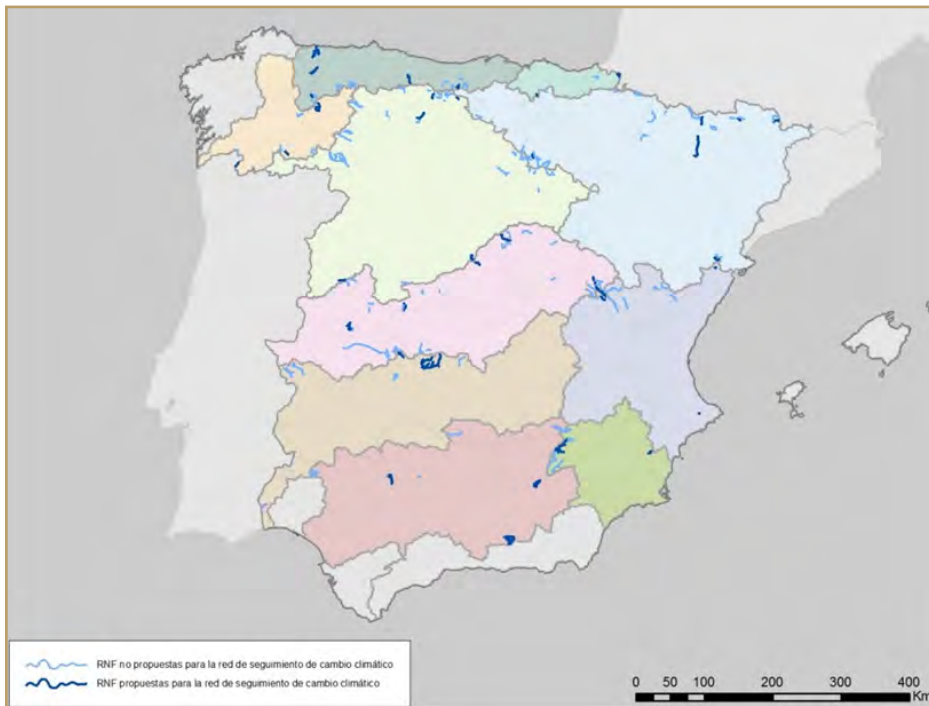 RNF no propuestas para la red de seguimiento de cambio climático
RNF propuestas para la red de seguimiento de cambio climático
0 50 100 200 300 400
Km